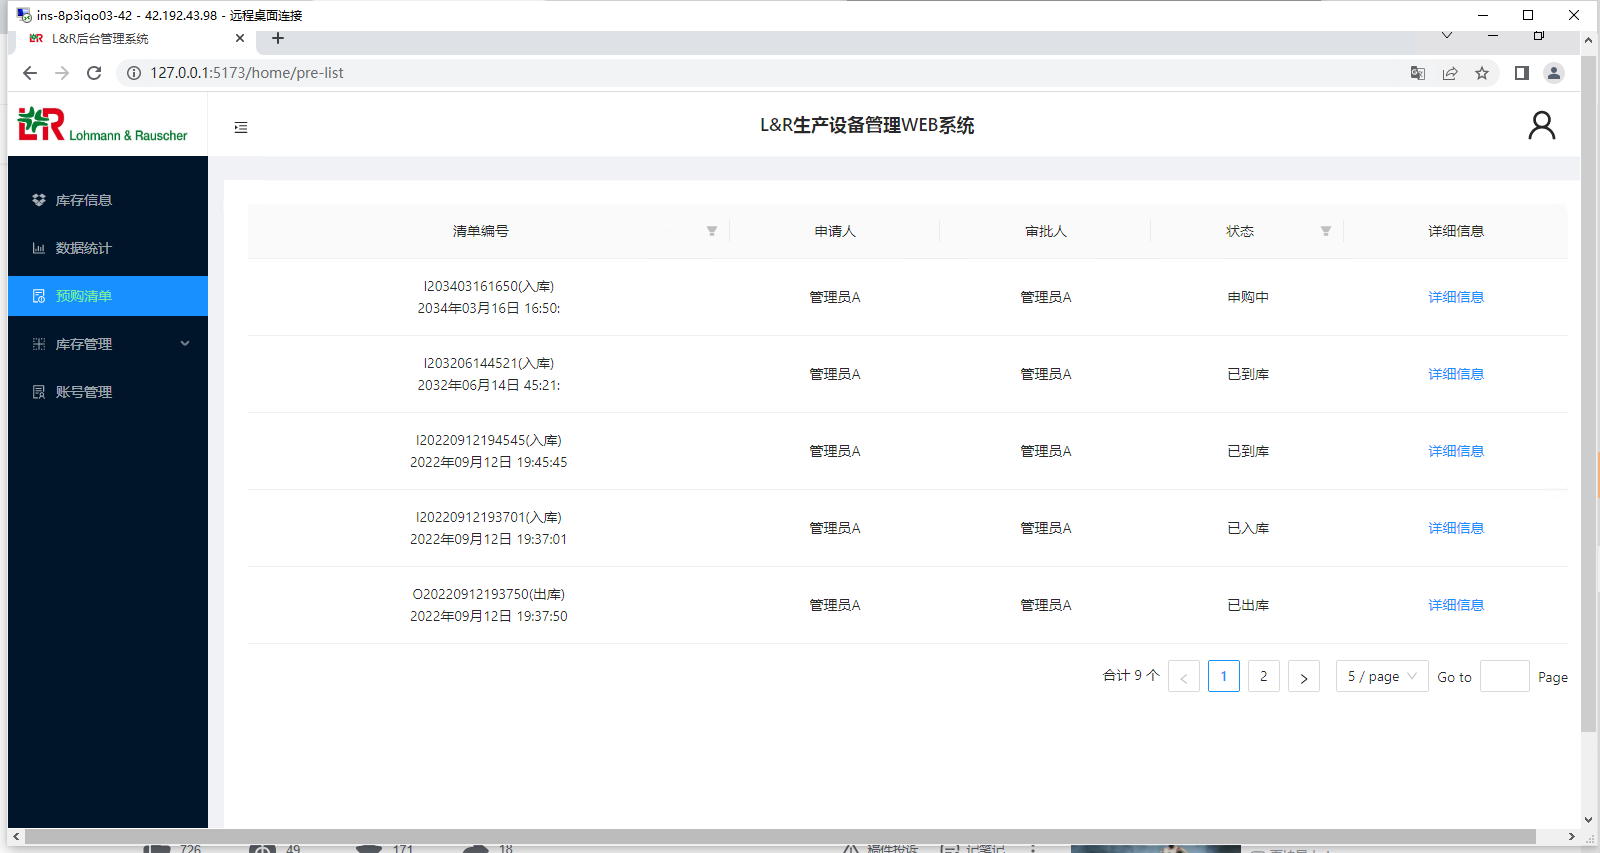 ins-8p3iqo03-42 - 42.192.43.98 - 远程桌面连接
L&R后台管理系统
127.0.0.1:5173/home/pre-list
L&R Lohmann & Rauscher
L&R生产设备管理WEB系统
库存信息
数据统计
预购清单
库存管理
账号管理
清单编号 申请人 审批人 状态 详细信息
I203403161650(入库)
2034年03月16日 16:50:
管理员A 管理员A 申购中 详细信息
I203206144521(入库)
2032年06月14日 45:21:
管理员A 管理员A 已到库 详细信息
I20220912194545(入库)
2022年09月12日 19:45:45
管理员A 管理员A 已到库 详细信息
I20220912193701(入库)
2022年09月12日 19:37:01
管理员A 管理员A 已入库 详细信息
O20220912193750(出库)
2022年09月12日 19:37:50
管理员A 管理员A 已出库 详细信息
合计 9 个 < 1 2 > 5 / page Go to Page
726 49 171 18 稿件投诉 记笔记